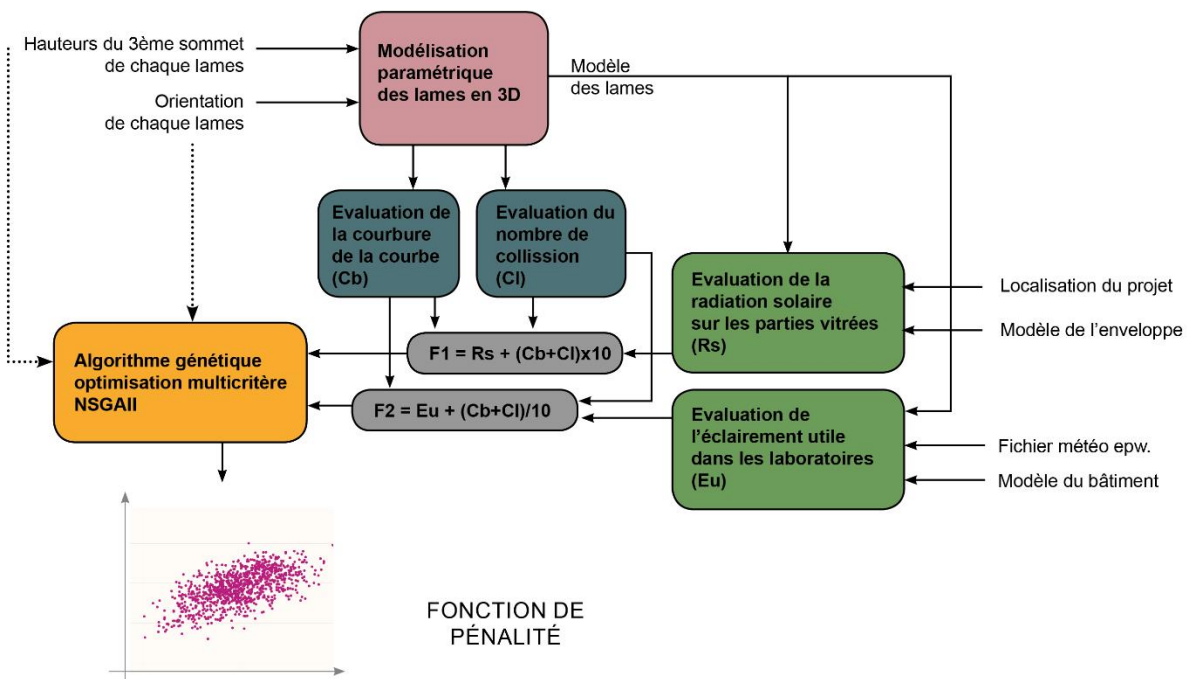 Hauteurs du 3ème sommet
de chaque lames
Orientation
de chaque lames
Modélisation
paramétrique
des lames en 3D
Modèle
des lames
Evaluation de
la courbure
de la courbe
(Cb)
Evaluation du
nombre de
collission
(Cl)
Evaluation de la
radiation solaire
sur les parties vitrées
(Rs)
Localisation du projet
Modèle de l’enveloppe
Algorithme génétique
optimisation multicritère
NSGAII
F1 = Rs + (Cb+Cl)x10
F2 = Eu + (Cb+Cl)/10
Evaluation de
l’éclairement utile
dans les laboratoires
(Eu)
Fichier météo epw.
Modèle du bâtiment
FONCTION DE
PÉNALITÉ